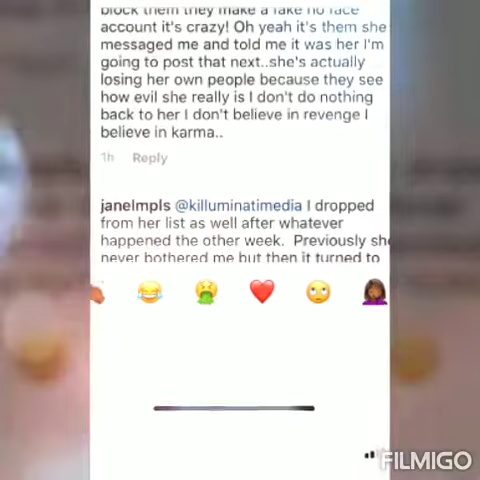 block them they make a fake no face
account it's crazy! Oh yeah it's them she
messaged me and told me it was her I'm
going to post that next..she's actually
losing her own people because they see
how evil she really is I don't do nothing
back to her I don't believe in revenge I
believe in karma..
1h Reply
janelmpls @killuminatimedia I dropped
from her list as well after whatever
happened the other week. Previously she
never bothered me but then it turned to
FILMIGO